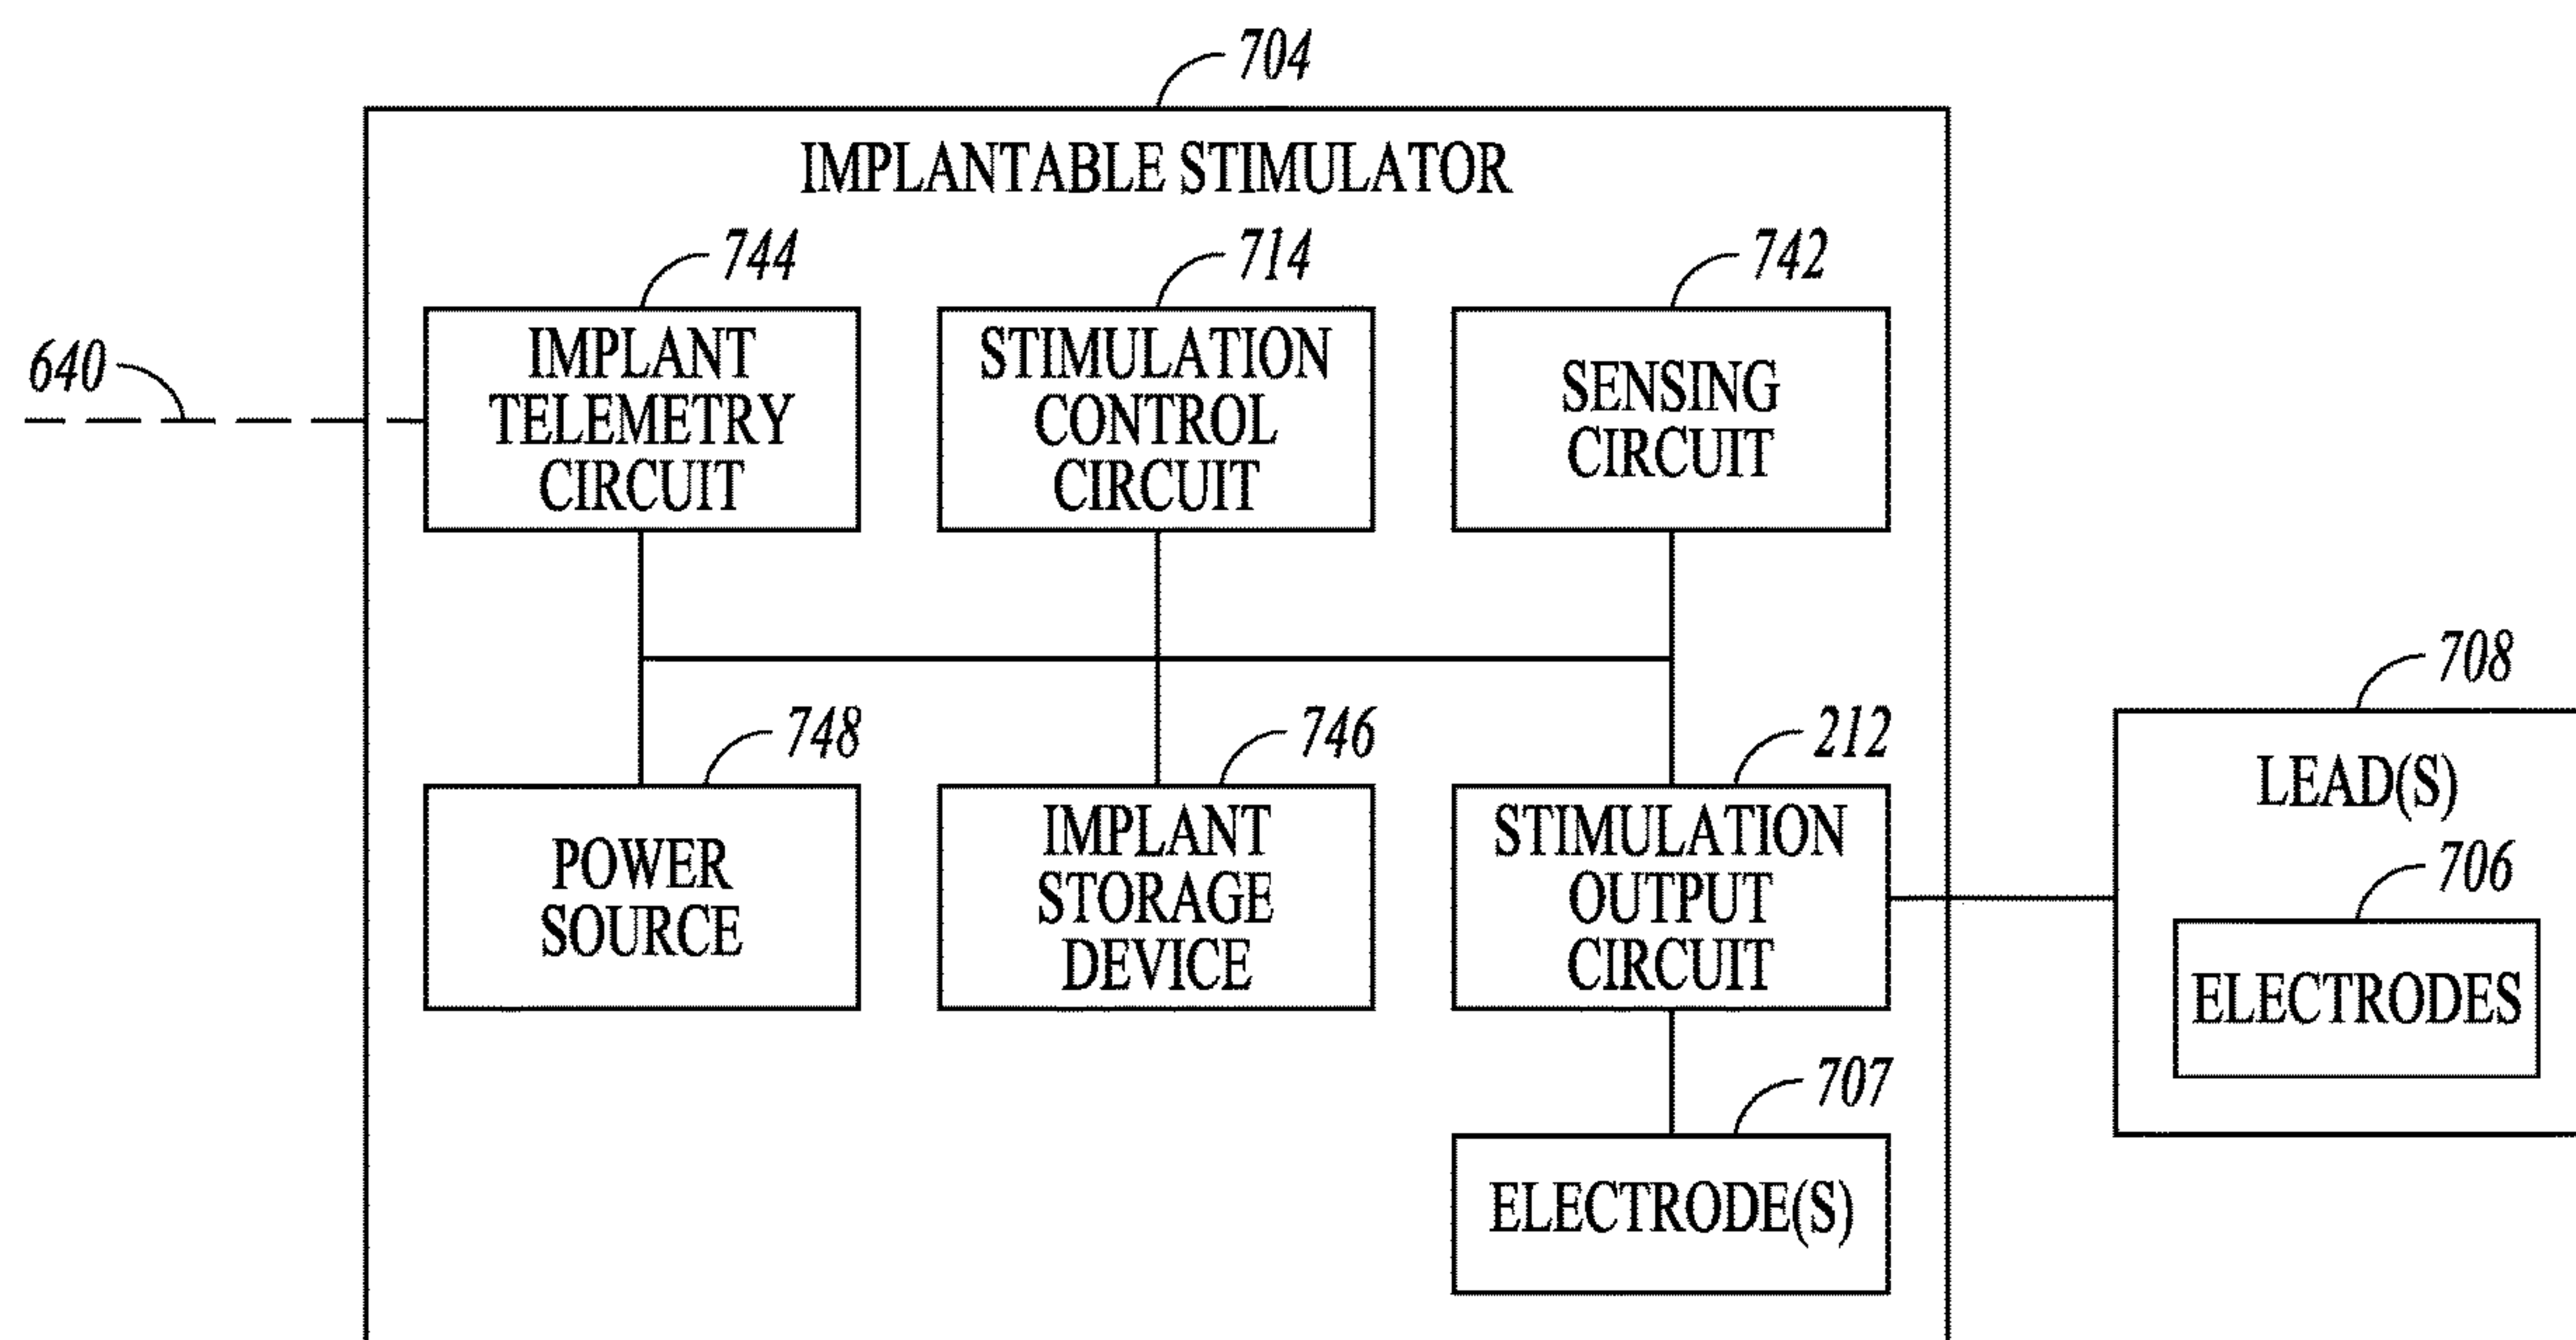 704
IMPLANTABLE STIMULATOR
744
714
742
640
IMPLANT
TELEMETRY
CIRCUIT
STIMULATION
CONTROL
CIRCUIT
SENSING
CIRCUIT
748
746
212
708
POWER
SOURCE
IMPLANT
STORAGE
DEVICE
STIMULATION
OUTPUT
CIRCUIT
LEAD(S)
706
ELECTRODES
707
ELECTRODE(S)